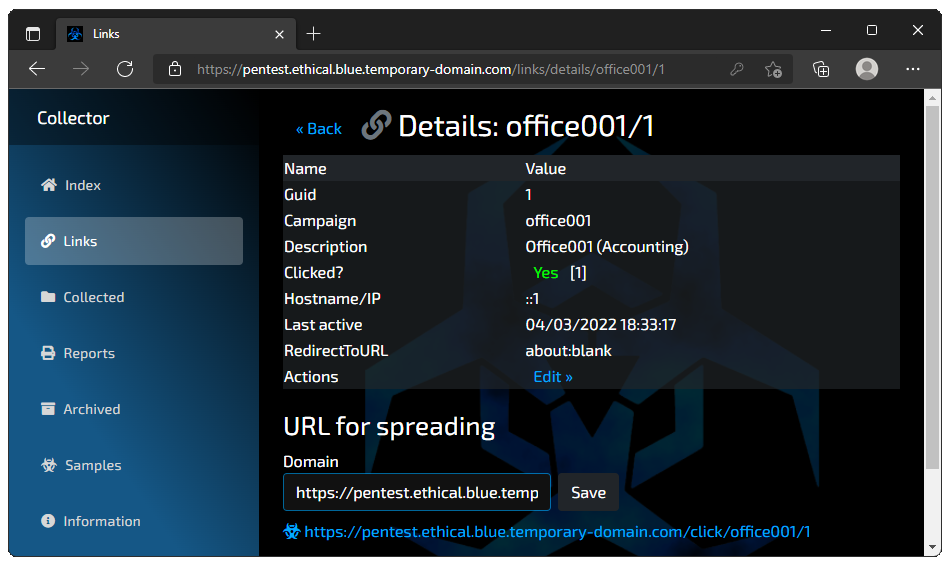 Links
https://pentest.ethical.blue.temporary-domain.com/links/details/office001/1
Collector
Index
Links
Collected
Reports
Archived
Samples
Information
« Back
Details: office001/1
Name Value
Guid 1
Campaign office001
Description Office001 (Accounting)
Clicked? Yes [1]
Hostname/IP ::1
Last active 04/03/2022 18:33:17
RedirectToURL about:blank
Actions Edit »
URL for spreading
Domain
https://pentest.ethical.blue.temp
Save
https://pentest.ethical.blue.temporary-domain.com/click/office001/1